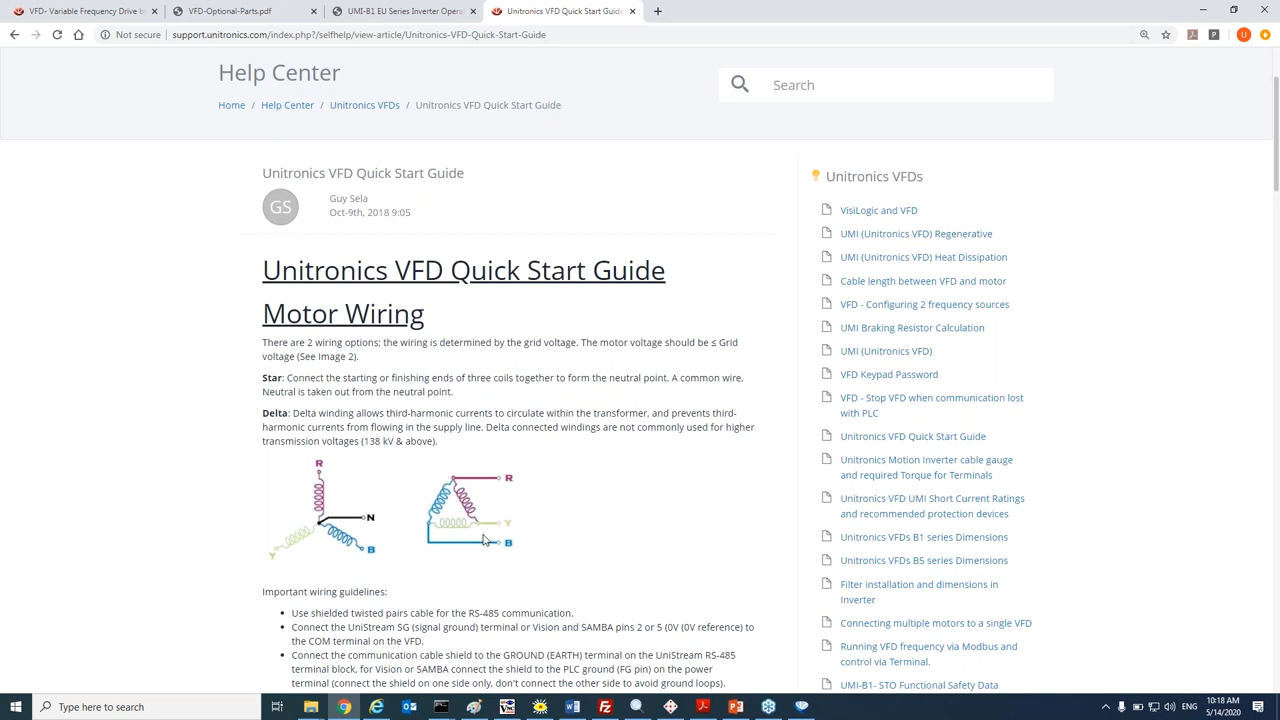 VFD- Variable Frequency Drive b
VFD-Optional-Parts.pdf
UMI-B1 EU Series Inverter Operat
Unitronics VFD Quick Start Guide
Not secure
support.unitronics.com/index.php?/selfhelp/view-article/Unitronics-VFD-Quick-Start-Guide
Help Center
Search
Home / Help Center / Unitronics VFDs / Unitronics VFD Quick Start Guide
Unitronics VFD Quick Start Guide
GS
Guy Sela
Oct-9th, 2018 9:05
Unitronics VFD Quick Start Guide
Motor Wiring
There are 2 wiring options; the wiring is determined by the grid voltage. The motor voltage should be ≤ Grid
voltage (See Image 2).
Star: Connect the starting or finishing ends of three coils together to form the neutral point. A common wire,
Neutral is taken out from the neutral point.
Delta: Delta winding allows third-harmonic currents to circulate within the transformer, and prevents third-
harmonic currents from flowing in the supply line. Delta connected windings are not commonly used for higher
transmission voltages (138 kV & above).
R
N
Y
B
R
Y
B
Important wiring guidelines:
• Use shielded twisted pairs cable for the RS-485 communication.
• Connect the UniStream SG (signal ground) terminal or Vision and SAMBA pins 2 or 5 (0V (0V reference) to
the COM terminal on the VFD.
• Connect the communication cable shield to the GROUND (EARTH) terminal on the UniStream RS-485
terminal block, for Vision or SAMBA connect the shield to the PLC ground (FG pin) on the power
terminal (connect the shield on one side only, don't connect the other side to avoid ground loops).
Unitronics VFDs
VisiLogic and VFD
UMI (Unitronics VFD) Regenerative
UMI (Unitronics VFD) Heat Dissipation
Cable length between VFD and motor
VFD - Configuring 2 frequency sources
UMI Braking Resistor Calculation
UMI (Unitronics VFD)
VFD Keypad Password
VFD - Stop VFD when communication lost
with PLC
Unitronics VFD Quick Start Guide
Unitronics Motion Inverter cable gauge
and required Torque for Terminals
Unitronics VFD UMI Short Current Ratings
and recommended protection devices
Unitronics VFDs B1 series Dimensions
Unitronics VFDs B5 series Dimensions
Filter installation and dimensions in
Inverter
Connecting multiple motors to a single VFD
Running VFD frequency via Modbus and
control via Terminal.
UMI-B1- STO Functional Safety Data
Type here to search
ENG
10:18 AM
5/14/2020